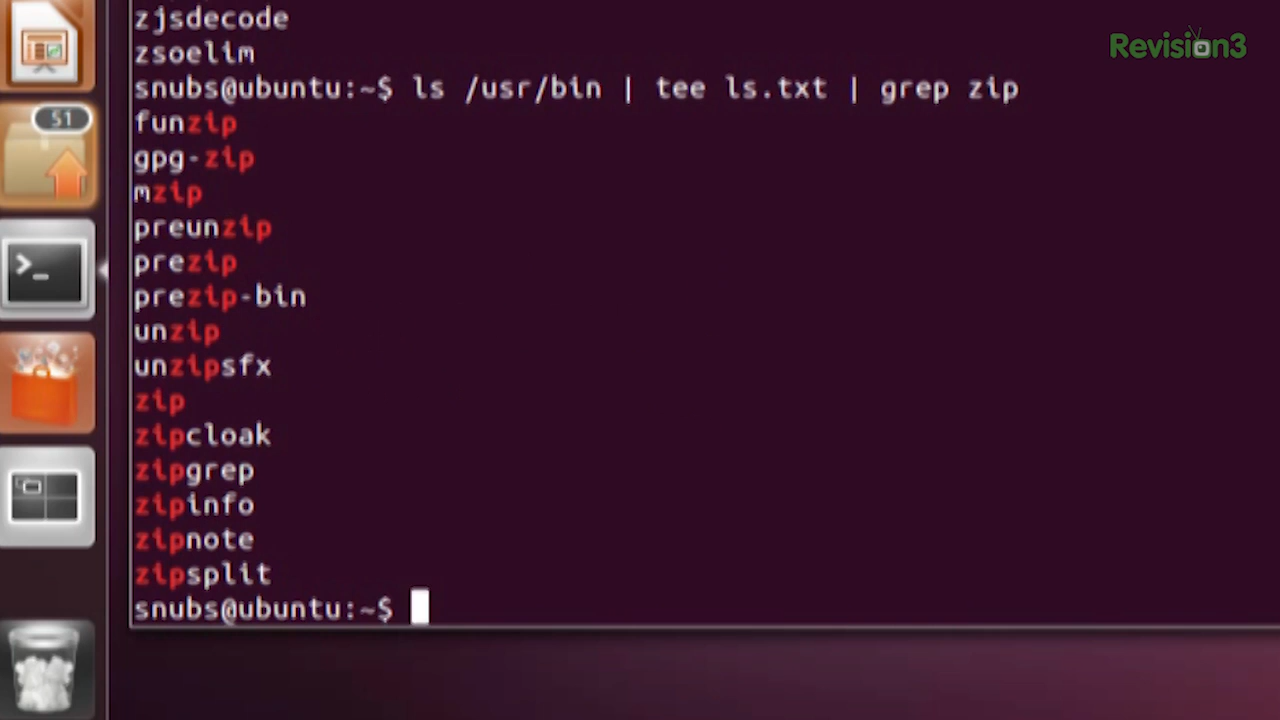 zjsdecode
zsoelim
snubs@ubuntu:~$ ls /usr/bin | tee ls.txt | grep zip
funzip
gpg-zip
mzip
preunzip
prezip
prezip-bin
unzip
unzipsfx
zip
zipcloak
zipgrep
zipinfo
zipnote
zipsplit
snubs@ubuntu:~$
51
>_
Revision3